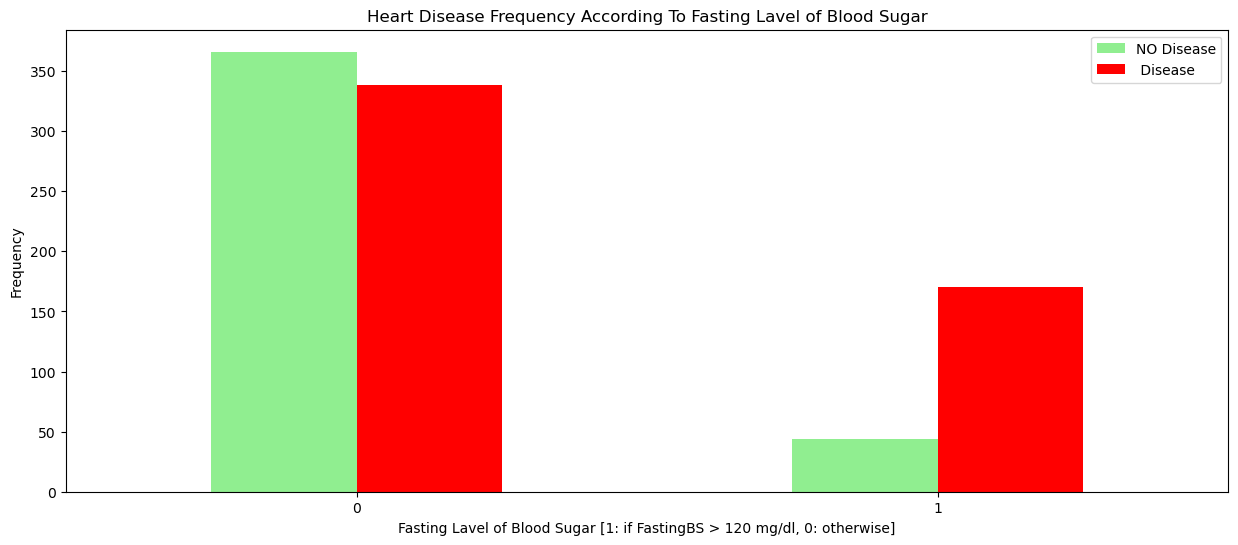 Heart Disease Frequency According To Fasting Lavel of Blood Sugar
NO Disease
Disease
Frequency
350
300
250
200
150
100
50
0
0
1
Fasting Lavel of Blood Sugar [1: if FastingBS > 120 mg/dl, 0: otherwise]